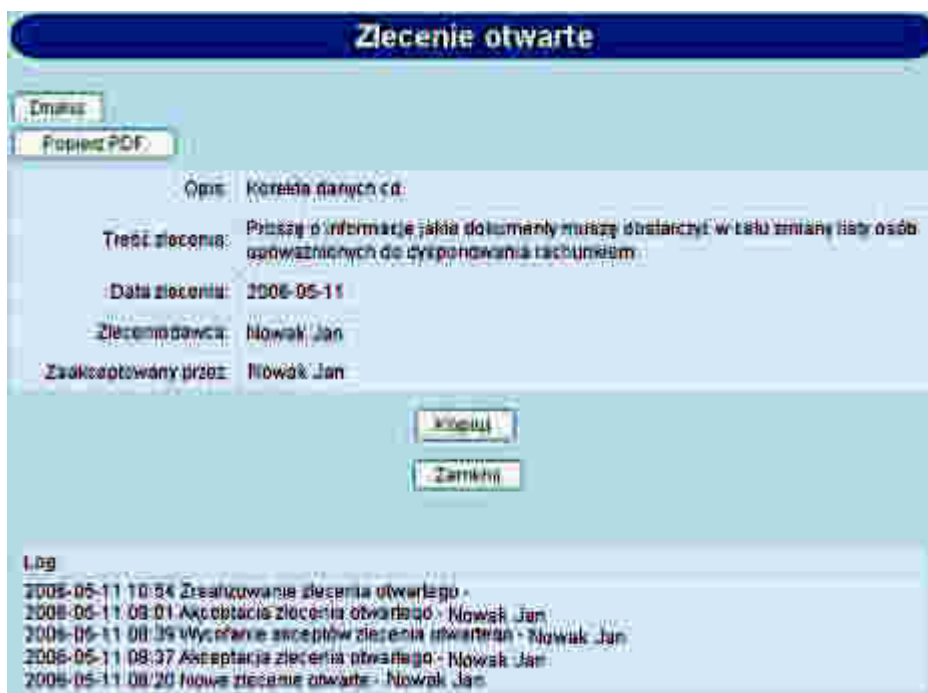 Zlecenie otwarte
Drukuj
Pobierz PDF
Opis: Korekta danych cd.
Treść zlecenia: Proszę o informacje jakie dokumenty muszę dostarczyć w celu zmiany listy osób
upoważnionych do dysponowania rachunkiem
Data zlecenia: 2006-05-11
Zleceniodawca: Nowak Jan
Zaakceptowany przez: Nowak Jan
Kopiuj
Zamknij
Log
2006-05-11 10:54 Zrealizowanie zlecenia otwartego -
2006-05-11 09:01 Akceptacja zlecenia otwartego - Nowak Jan
2006-05-11 08:39 Wycofanie akceptów zlecenia otwartego - Nowak Jan
2006-05-11 08:37 Akceptacja zlecenia otwartego - Nowak Jan
2006-05-11 08:20 Nowe zlecenie otwarte - Nowak Jan